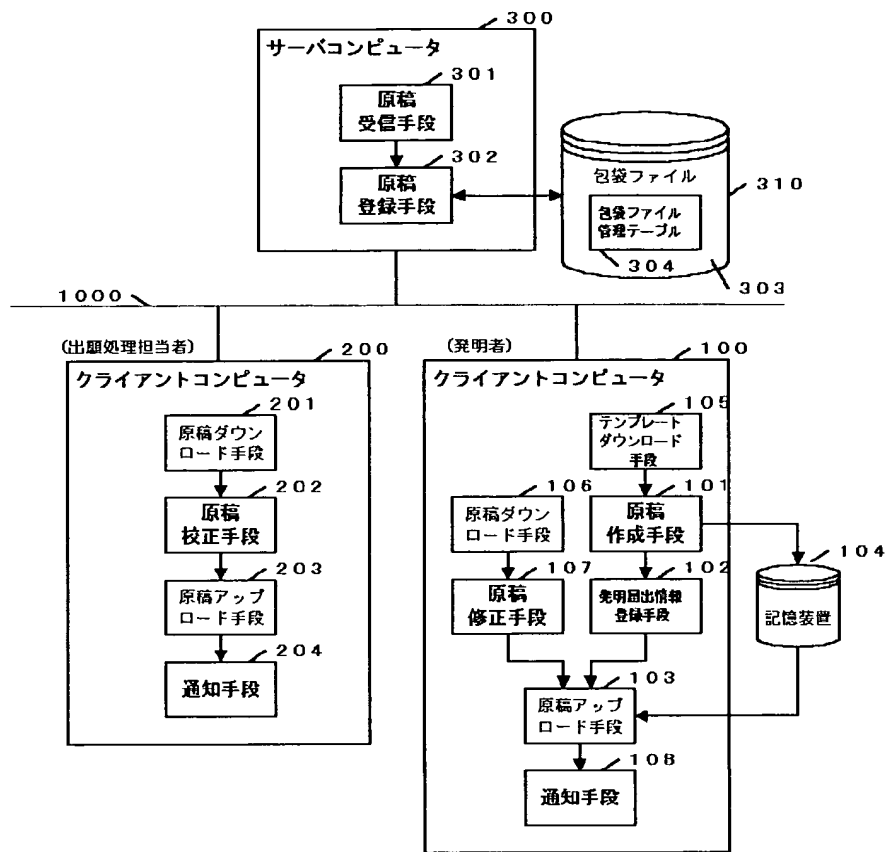 300
サーバコンピュータ
301
原稿
受信手段
302
原稿
登録手段
包袋ファイル
310
包袋ファイル
管理テーブル
304
303
1000
(出願処理担当者)
200
クライアントコンピュータ
201
原稿ダウン
ロード手段
202
原稿
校正手段
203
原稿アップ
ロード手段
204
通知手段
(発明者)
100
クライアントコンピュータ
105
テンプレート
ダウンロード
手段
106
原稿ダウン
ロード手段
101
原稿
作成手段
104
記憶装置
107
原稿
修正手段
102
発明届出情報
登録手段
103
原稿アップ
ロード手段
108
通知手段